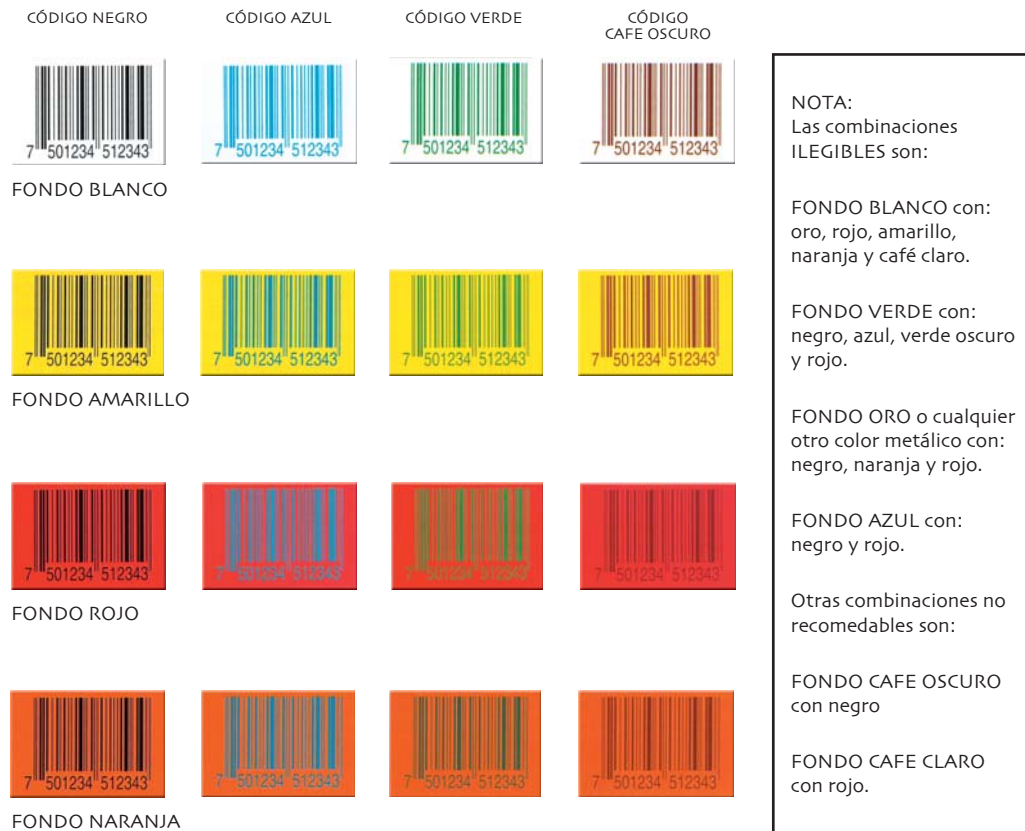 CÓDIGO NEGRO
CÓDIGO AZUL
CÓDIGO VERDE
CÓDIGO
CAFE OSCURO
7 501234 512343
7 501234 512343
7 501234 512343
7 501234 512343
FONDO BLANCO
7 501234 512343
7 501234 512343
7 501234 512343
7 501234 512343
FONDO AMARILLO
7 501234 512343
7 501234 512343
7 501234 512343
7 501234 512343
FONDO ROJO
7 501234 512343
7 501234 512343
7 501234 512343
7 501234 512343
FONDO NARANJA
NOTA:
Las combinaciones
ILEGIBLES son:
FONDO BLANCO con:
oro, rojo, amarillo,
naranja y café claro.
FONDO VERDE con:
negro, azul, verde oscuro
y rojo.
FONDO ORO o cualquier
otro color metálico con:
negro, naranja y rojo.
FONDO AZUL con:
negro y rojo.
Otras combinaciones no
recomedables son:
FONDO CAFE OSCURO
con negro
FONDO CAFE CLARO
con rojo.